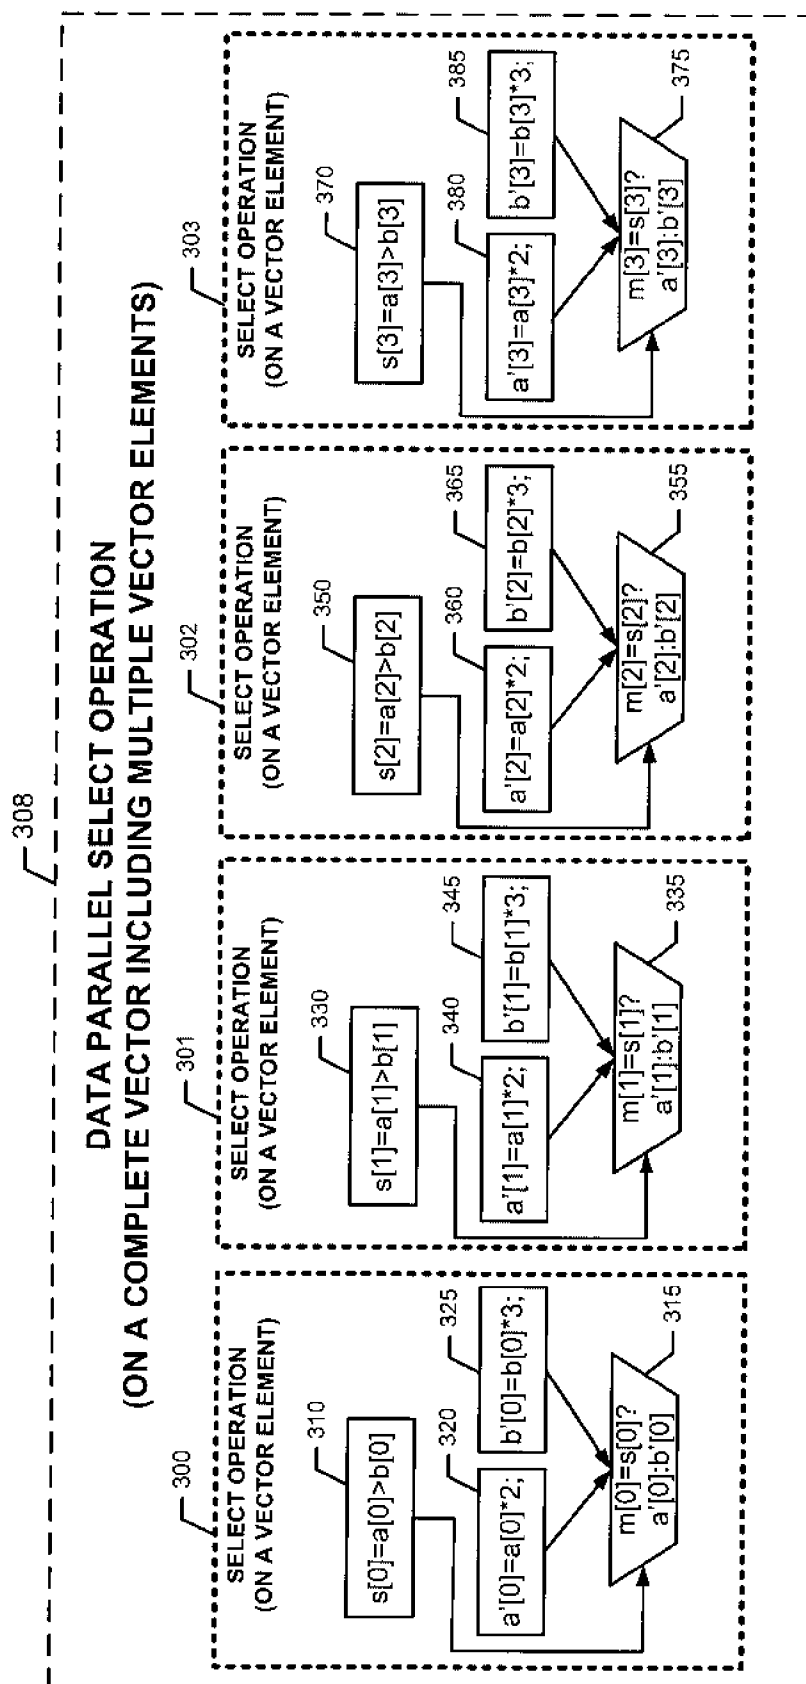 308
DATA PARALLEL SELECT OPERATION
(ON A COMPLETE VECTOR INCLUDING MULTIPLE VECTOR ELEMENTS)
300
SELECT OPERATION
(ON A VECTOR ELEMENT)
310
s[0]=a[0]>b[0]
320
a'[0]=a[0]*2;
325
b'[0]=b[0]*3;
m[0]=s[0]?
a'[0]:b'[0]
315
301
SELECT OPERATION
(ON A VECTOR ELEMENT)
330
s[1]=a[1]>b[1]
340
a'[1]=a[1]*2;
345
b'[1]=b[1]*3;
m[1]=s[1]?
a'[1]:b'[1]
335
302
SELECT OPERATION
(ON A VECTOR ELEMENT)
350
s[2]=a[2]>b[2]
360
a'[2]=a[2]*2;
365
b'[2]=b[2]*3;
m[2]=s[2]?
a'[2]:b'[2]
355
303
SELECT OPERATION
(ON A VECTOR ELEMENT)
370
s[3]=a[3]>b[3]
380
a'[3]=a[3]*2;
385
b'[3]=b[3]*3;
m[3]=s[3]?
a'[3]:b'[3]
375